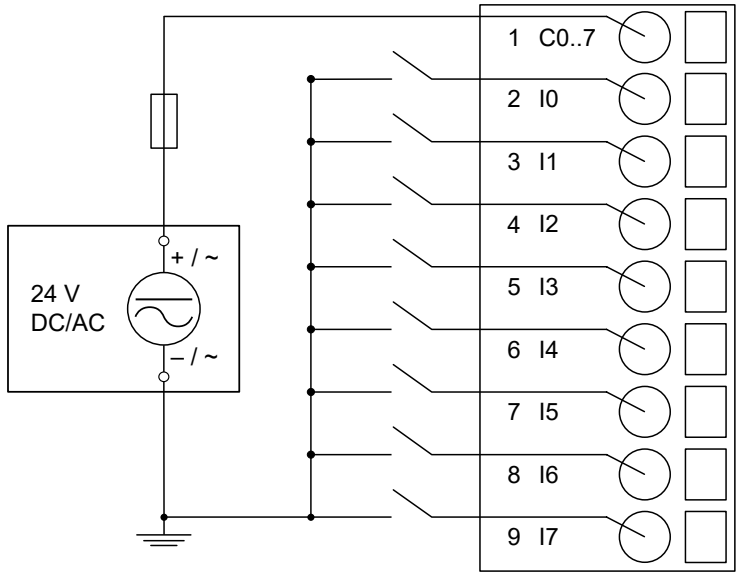 1 C0..7
2 I0
3 I1
4 I2
5 I3
6 I4
7 I5
8 I6
9 I7
+ / ~
24 V
DC/AC
– / ~